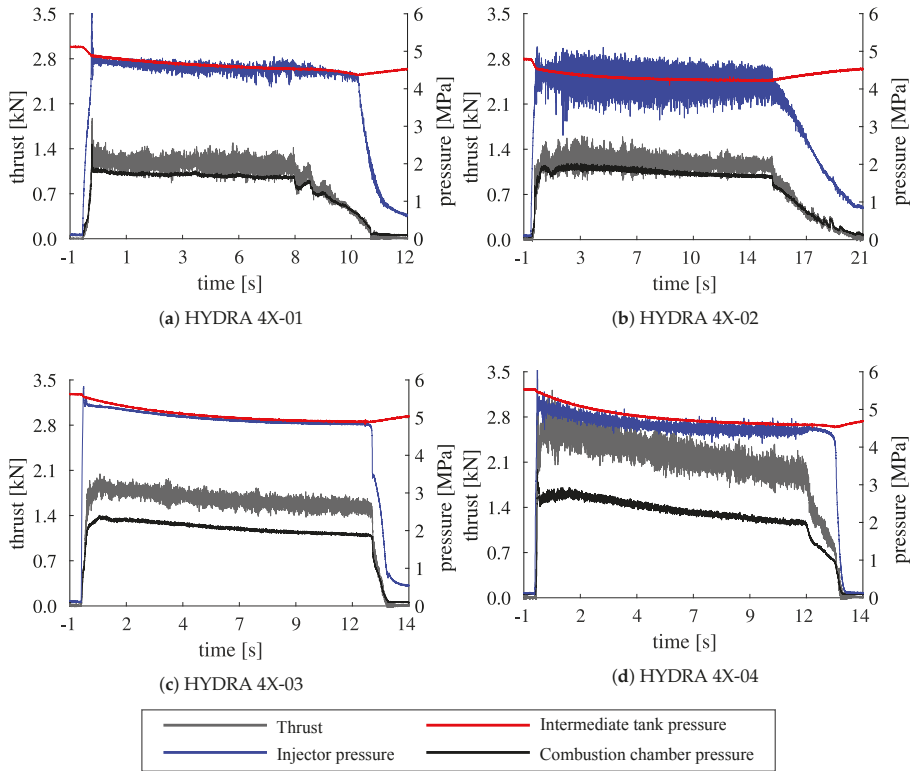 3.5
2.8
2.1
1.4
0.7
0.0
thrust [kN]
6
5
4
3
2
1
0
pressure [MPa]
-1 1 3 4 6 8 10 12
time [s]
(a) HYDRA 4X-01
3.5
2.8
2.1
1.4
0.7
0.0
thrust [kN]
6
5
4
3
2
1
0
pressure [MPa]
-1 3 7 10 14 17 21
time [s]
(b) HYDRA 4X-02
3.5
2.8
2.1
1.4
0.7
0.0
thrust [kN]
6
5
4
3
2
1
0
pressure [MPa]
-1 2 4 7 9 12 14
time [s]
(c) HYDRA 4X-03
3.5
2.8
2.1
1.4
0.7
0.0
thrust [kN]
6
5
4
3
2
1
0
pressure [MPa]
-1 2 4 7 9 12 14
time [s]
(d) HYDRA 4X-04
Thrust Intermediate tank pressure
Injector pressure Combustion chamber pressure